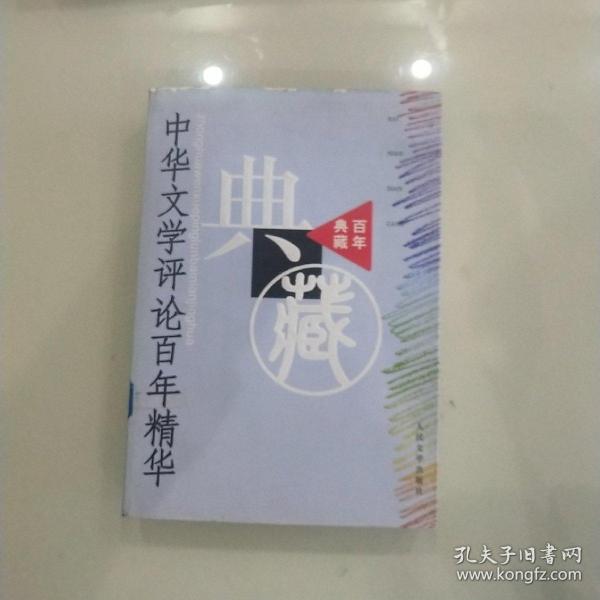 中华文学评论百年精华
典
藏
百年
典藏
人民文学出版社
孔夫子旧書网
www.kongfz.com